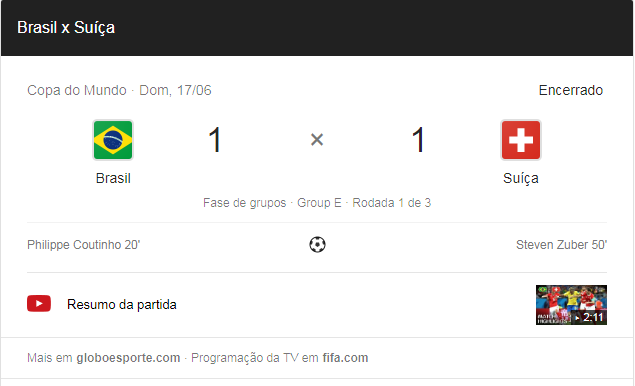 Brasil x Suíça
Copa do Mundo · Dom, 17/06 Encerrado
1 × 1
Brasil Suíça
Fase de grupos · Group E · Rodada 1 de 3
Philippe Coutinho 20' Steven Zuber 50'
Resumo da partida
MATCH
HIGHLIGHTS 2:11
Mais em globoesporte.com · Programação da TV em fifa.com